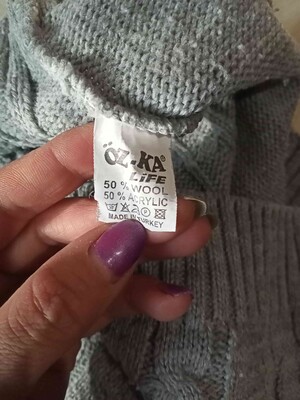 ÖZ-KA®
LiFE
50 % WOOL
50 % ACRYLIC
MADE IN TURKEY